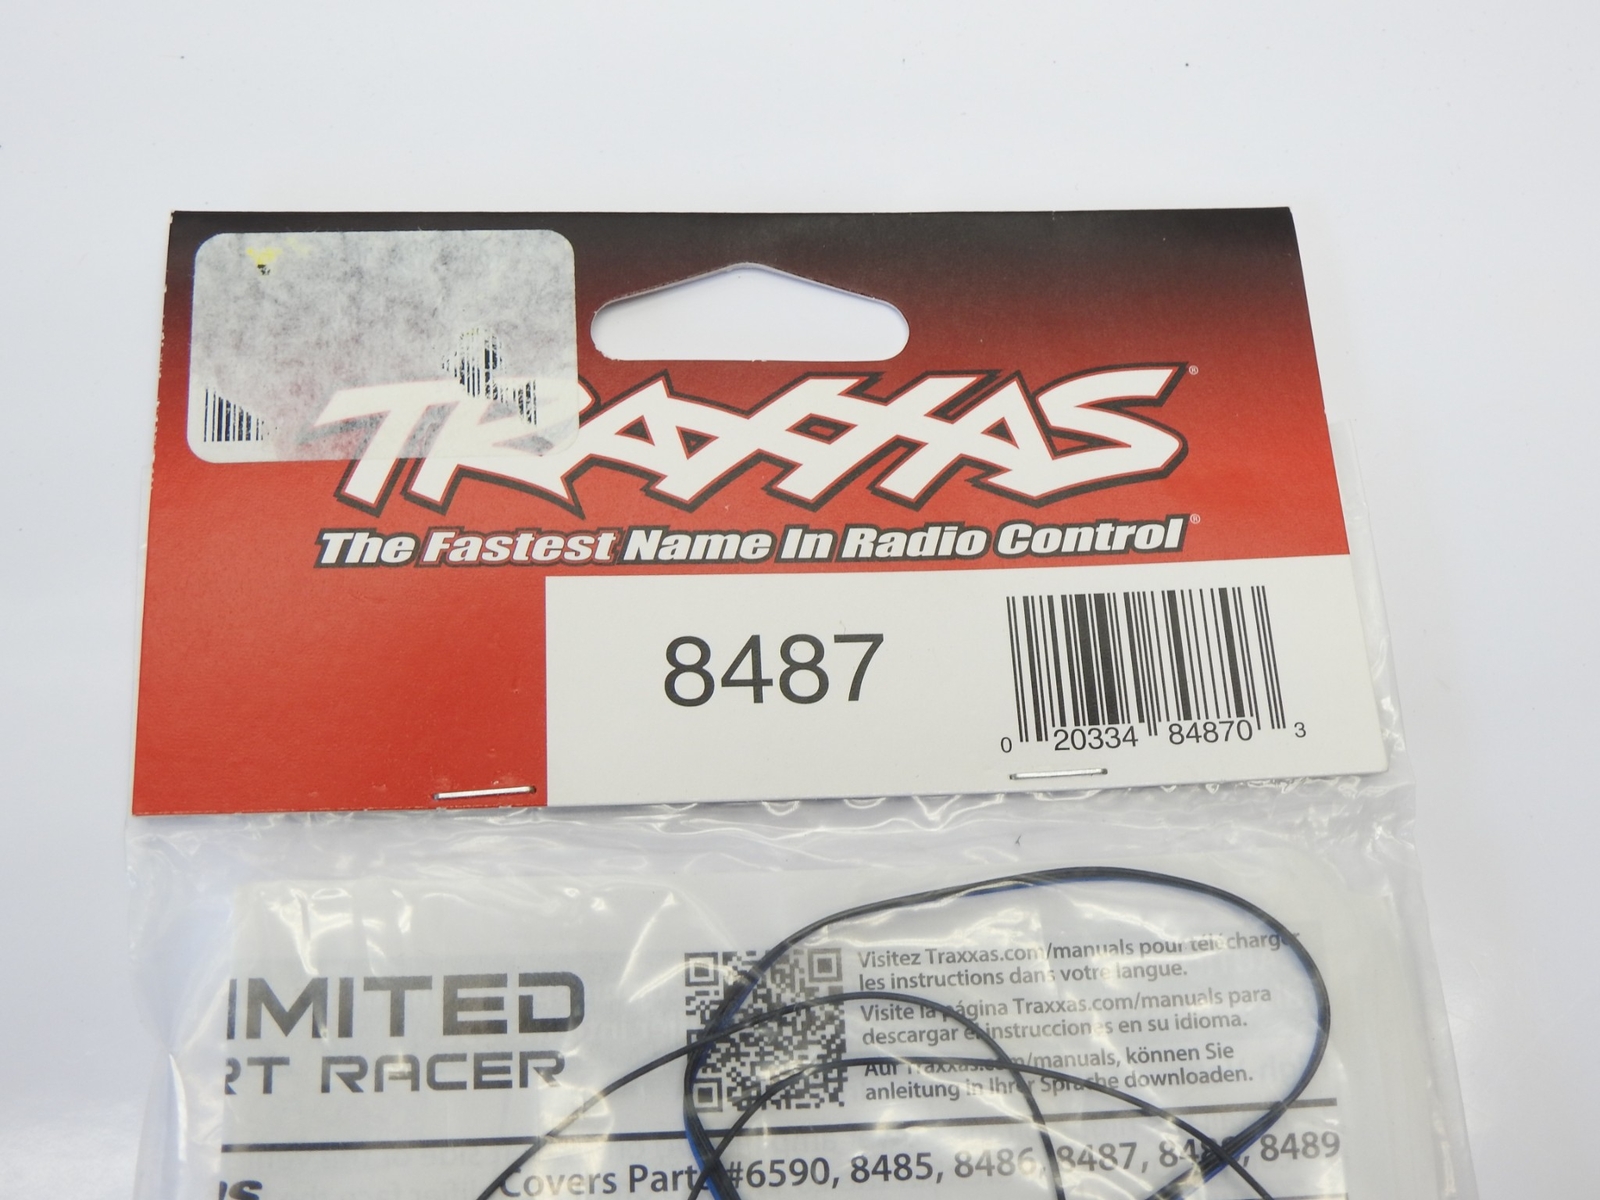 TRAXXAS®
The Fastest Name In Radio Control®
8487
0 20334 84870 3
IMITED
RT RACER
Visitez Traxxas.com/manuals pour télécharger
les instructions dans votre langue.
Visite la página Traxxas.com/manuals para
descargar el instrucciones en su idioma.
Auf Traxxas.com/manuals, können Sie
anleitung in Ihrer Sprache downloaden.
Covers Parts #6590, 8485, 8486, 8487, 8488, 8489